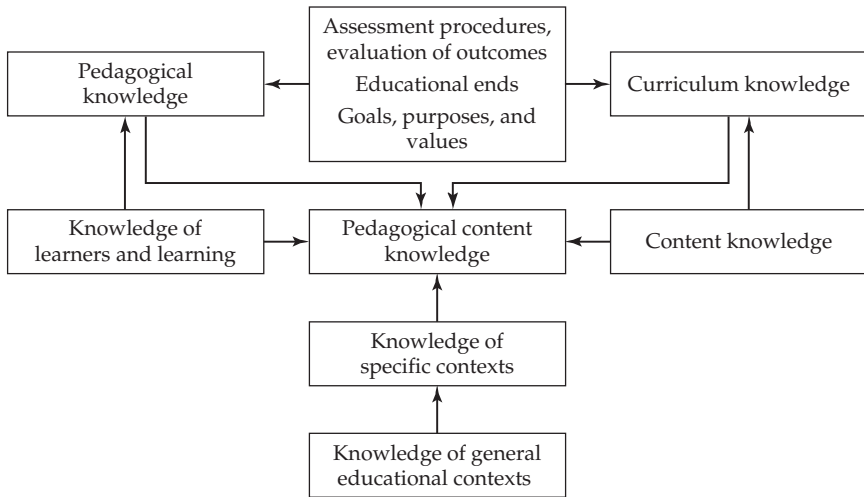 Assessment procedures,
evaluation of outcomes
Educational ends
Goals, purposes, and
values
Pedagogical
knowledge
Curriculum knowledge
Knowledge of
learners and learning
Pedagogical content
knowledge
Content knowledge
Knowledge of
specific contexts
Knowledge of general
educational contexts